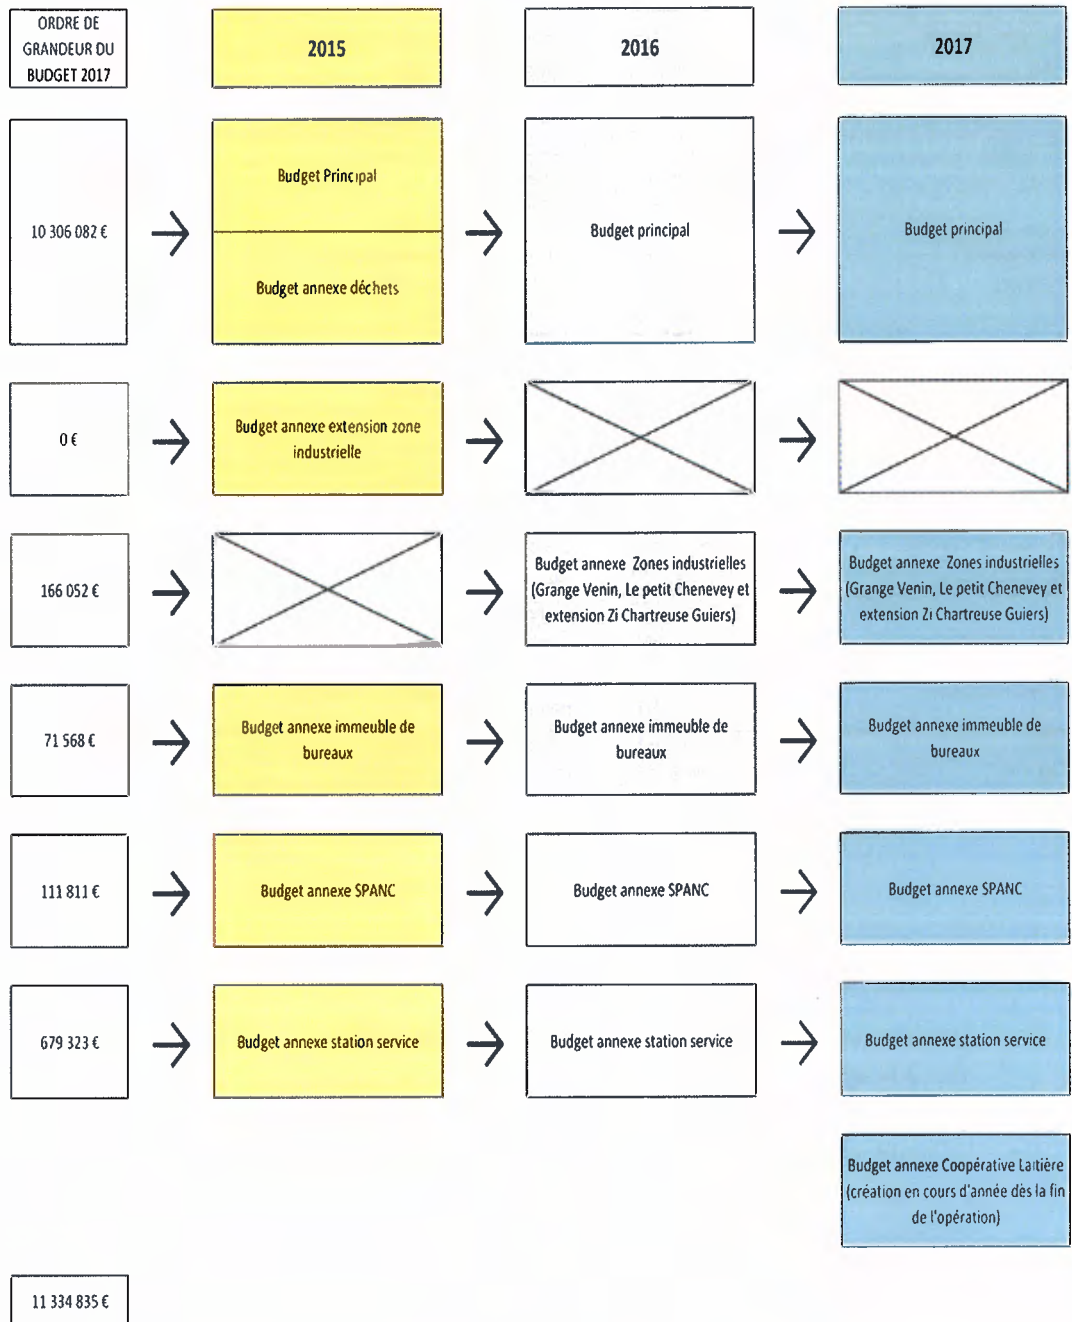 ORDRE DE
GRANDEUR DU
BUDGET 2017
2015
2016
2017
10 306 082 €
Budget Principal
Budget annexe déchets
Budget principal
Budget principal
0 €
Budget annexe extension zone
industrielle
166 052 €
Budget annexe Zones industrielles
(Grange Venin, Le petit Chenevey et
extension Zi Chartreuse Guiers)
Budget annexe Zones industrielles
(Grange Venin, Le petit Chenevey et
extension Zi Chartreuse Guiers)
71 568 €
Budget annexe immeuble de
bureaux
Budget annexe immeuble de
bureaux
Budget annexe immeuble de
bureaux
111 811 €
Budget annexe SPANC
Budget annexe SPANC
Budget annexe SPANC
679 323 €
Budget annexe station service
Budget annexe station service
Budget annexe station service
Budget annexe Coopérative Laitière
(création en cours d'année dès la fin
de l'opération)
11 334 835 €